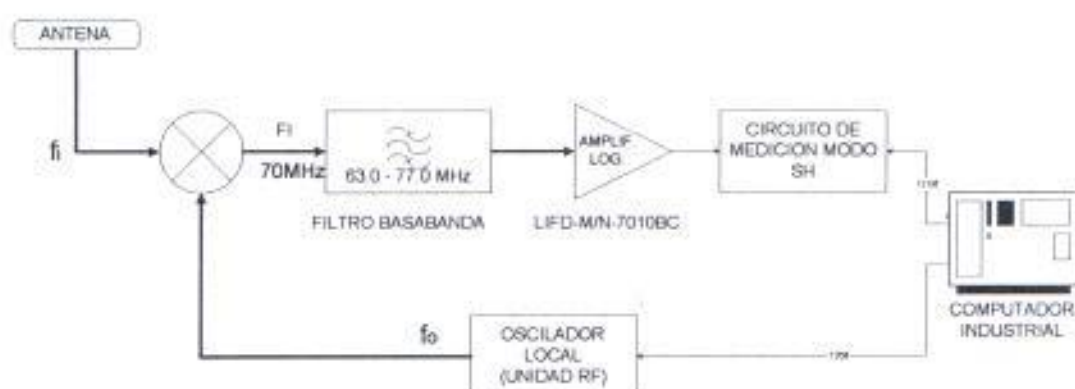 ANTENA
fi
FI
70MHz
63.0 - 77.0 MHz
FILTRO BASABANDA
AMPLIF
LOG
LIFD-M/N-7010BC
CIRCUITO DE
MEDICION MODO
SH
COMPUTADOR
INDUSTRIAL
fo
OSCILADOR
LOCAL
(UNIDAD RF)